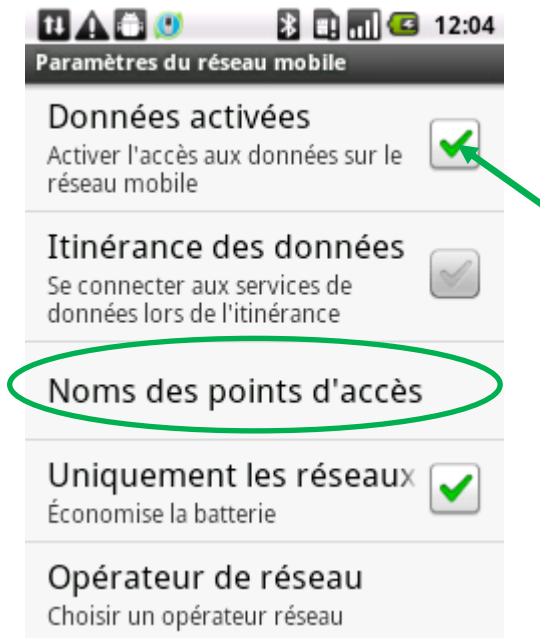 12:04
Paramètres du réseau mobile
Données activées
Activer l'accès aux données sur le
réseau mobile
Itinérance des données
Se connecter aux services de
données lors de l'itinérance
Noms des points d'accès
Uniquement les réseaux
Économise la batterie
Opérateur de réseau
Choisir un opérateur réseau